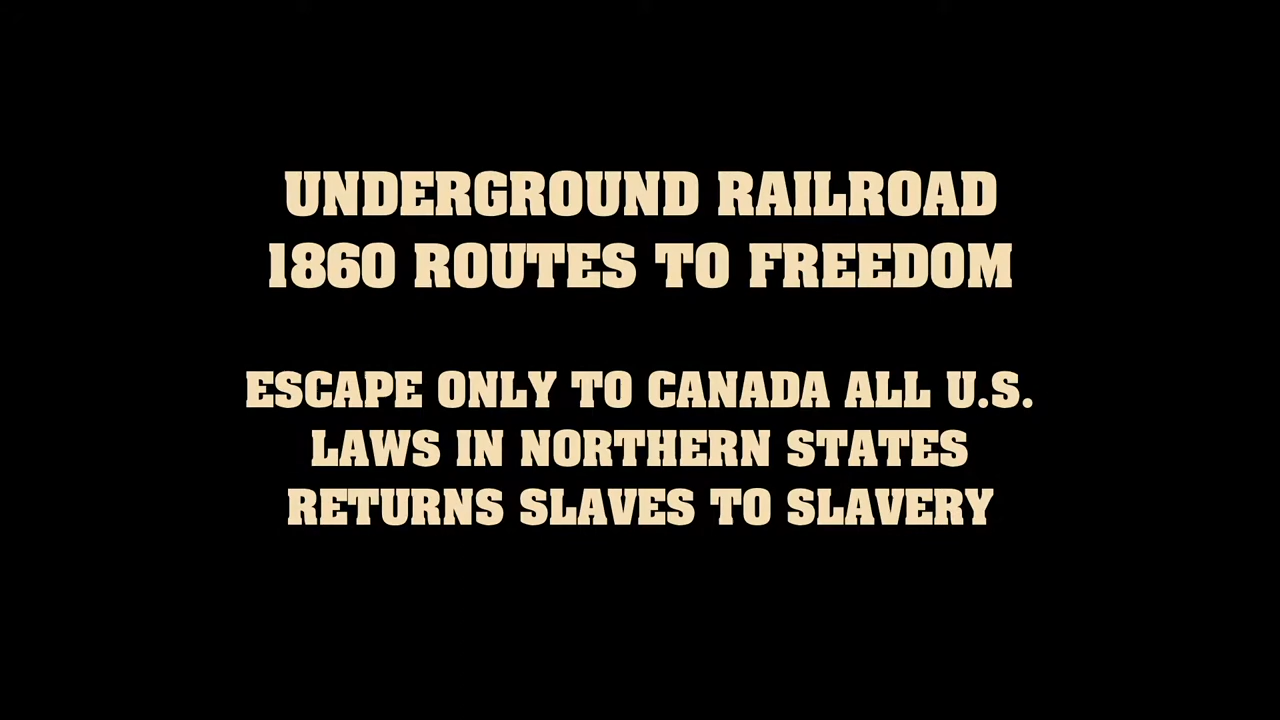 UNDERGROUND RAILROAD
1860 ROUTES TO FREEDOM
ESCAPE ONLY TO CANADA ALL U.S.
LAWS IN NORTHERN STATES
RETURNS SLAVES TO SLAVERY